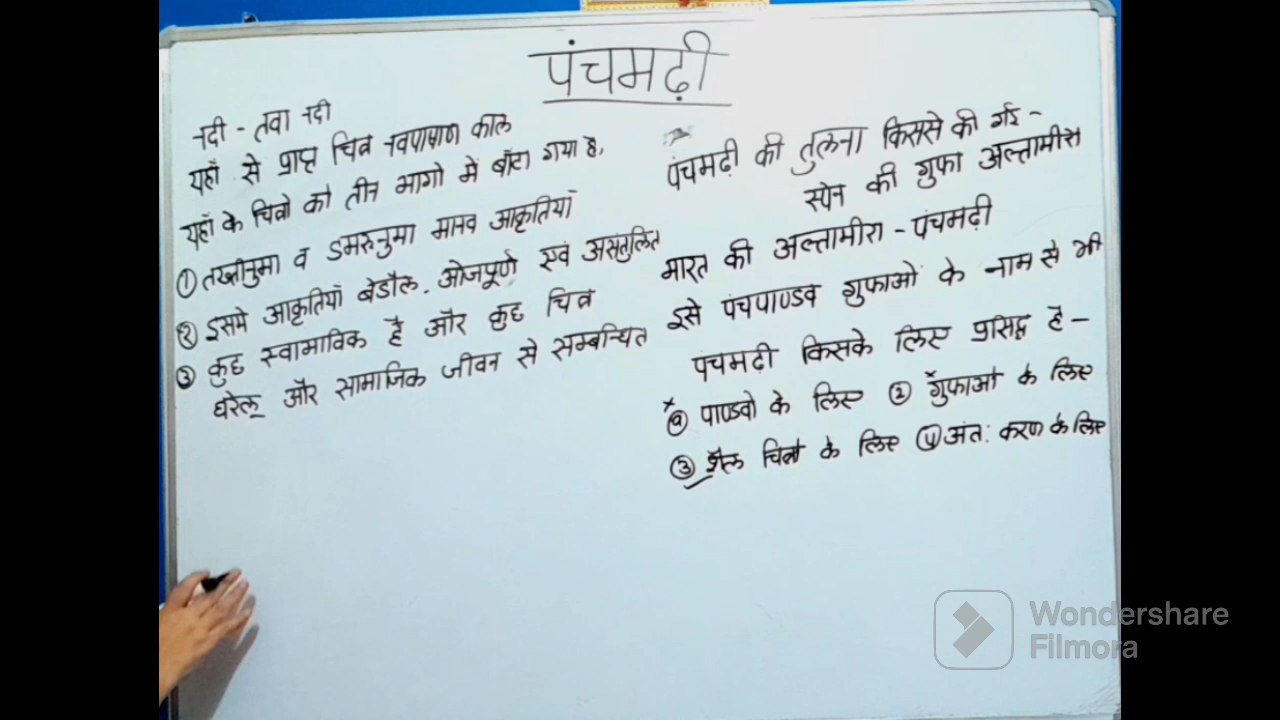 पंचमढ़ी
नदी - तवा नदी
यहाँ से प्राप्त चित्र नवपाषाण काल
यहाँ के चित्रो को तीन भागो में बाँटा गया है.
① तख्तीनुमा व डमरुनुमा मानव आकृतियां
② इसमे आकृतियाँ बेडौल. ओजपूर्ण एवं असंतुलित
③ कुछ स्वाभाविक है और कुछ चित्र
घरेलू और सामाजिक जीवन से सम्बन्धित
पंचमढ़ी की तुलना किससे की गई -
स्पेन की गुफा अल्तामीरा
भारत की अल्तामीरा - पंचमढ़ी
इसे पंचपाण्डव गुफाओं के नाम से भी
पंचमढ़ी किसके लिए प्रसिद्ध है -
ⓐ पाण्डवो के लिए ② गुफाओं के लिए
③ शैल चित्रो के लिए ④ अंत: करण के लिए
Wondershare
Filmora